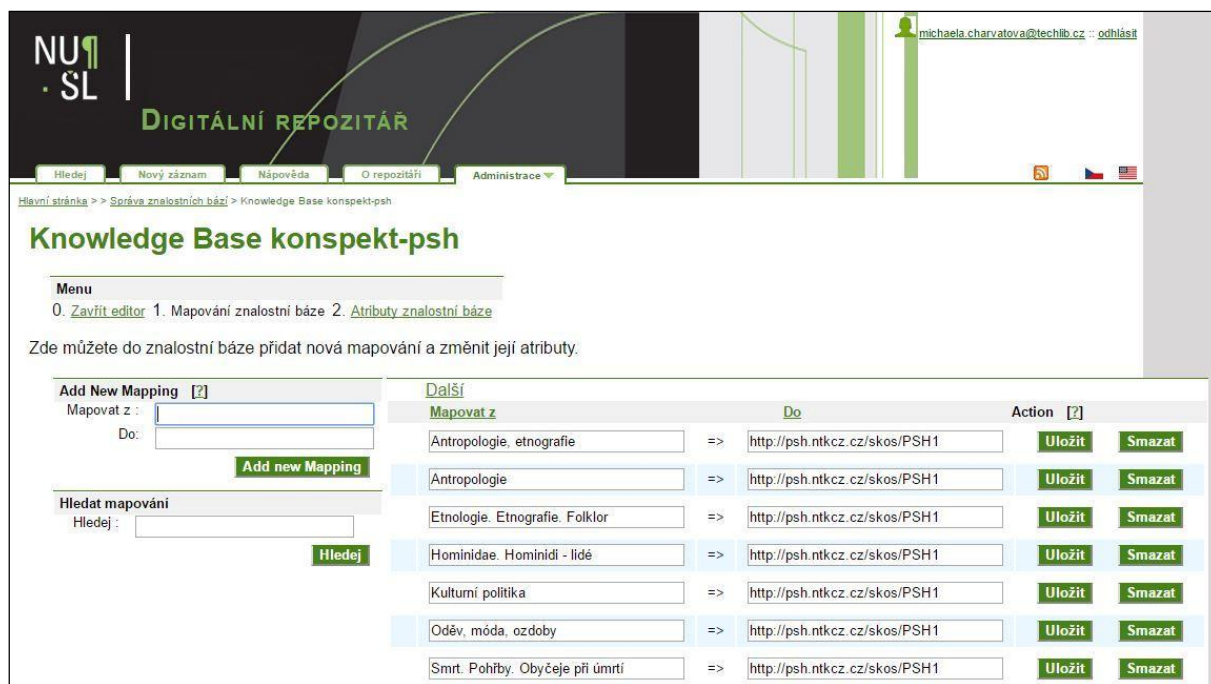 NU¶
· ŠL
DIGITÁLNÍ REPOZITÁŘ
michaela.charvatova@techlib.cz :: odhlásit
Hledej Nový záznam Nápověda O repozitáři Administrace
Hlavní stránka > > Správa znalostních bází > Knowledge Base konspekt-psh
Knowledge Base konspekt-psh
Menu
0. Zavřít editor 1. Mapování znalostní báze 2. Atributy znalostní báze
Zde můžete do znalostní báze přidat nová mapování a změnit její atributy.
Add New Mapping [?]
Mapovat z :
Do:
Add new Mapping
Hledat mapování
Hledej :
Hledej
Další
Mapovat z Do Action [?]
Antropologie, etnografie => http://psh.ntkcz.cz/skos/PSH1 Uložit Smazat
Antropologie => http://psh.ntkcz.cz/skos/PSH1 Uložit Smazat
Etnologie. Etnografie. Folklor => http://psh.ntkcz.cz/skos/PSH1 Uložit Smazat
Hominidae. Hominidi - lidé => http://psh.ntkcz.cz/skos/PSH1 Uložit Smazat
Kulturní politika => http://psh.ntkcz.cz/skos/PSH1 Uložit Smazat
Oděv, móda, ozdoby => http://psh.ntkcz.cz/skos/PSH1 Uložit Smazat
Smrt. Pohřby. Obyčeje při úmrtí => http://psh.ntkcz.cz/skos/PSH1 Uložit Smazat